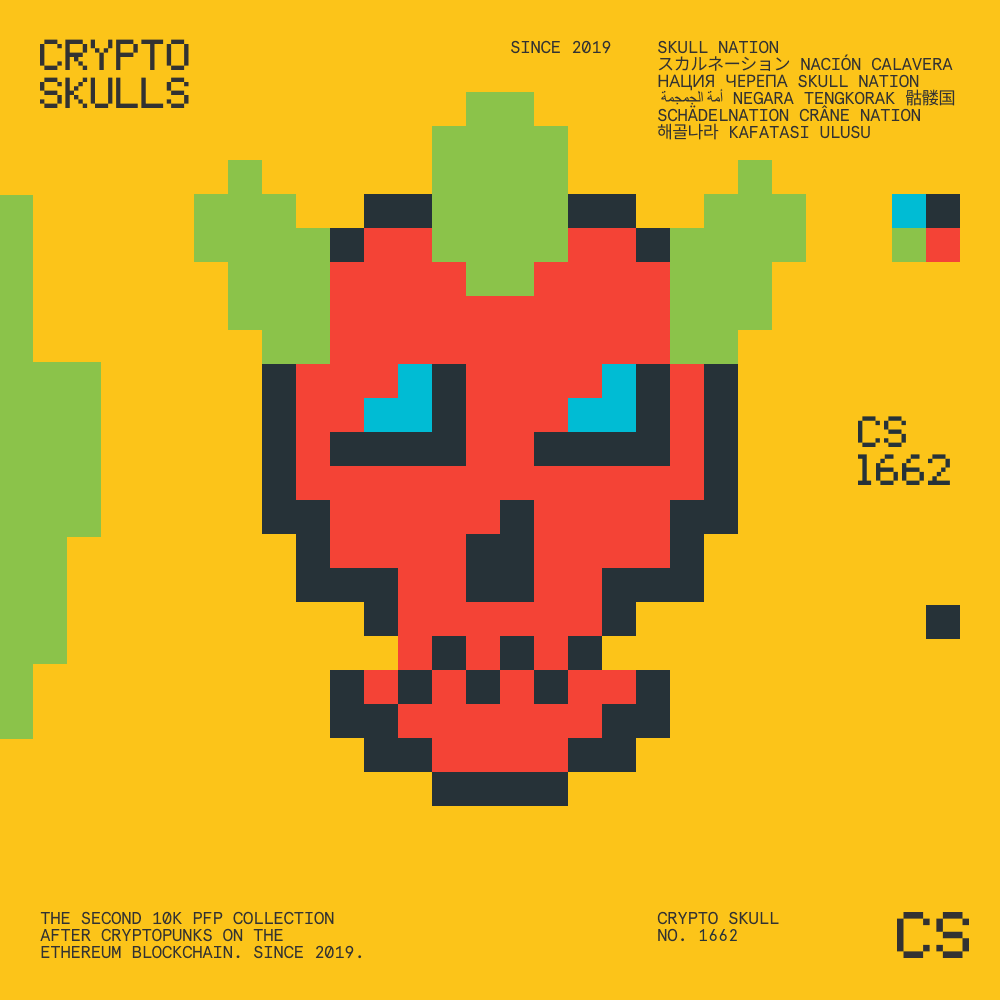 CRYPTO
SKULLS
SINCE 2019
SKULL NATION
スカルネーション NACIÓN CALAVERA
НАЦИЯ ЧЕРЕПА SKULL NATION
أمة الجمجمة NEGARA TENGKORAK 骷髅国
SCHÄDELNATION CRÂNE NATION
해골나라 KAFATASI ULUSU
CS
1662
THE SECOND 10K PFP COLLECTION
AFTER CRYPTOPUNKS ON THE
ETHEREUM BLOCKCHAIN. SINCE 2019.
CRYPTO SKULL
NO. 1662
CS